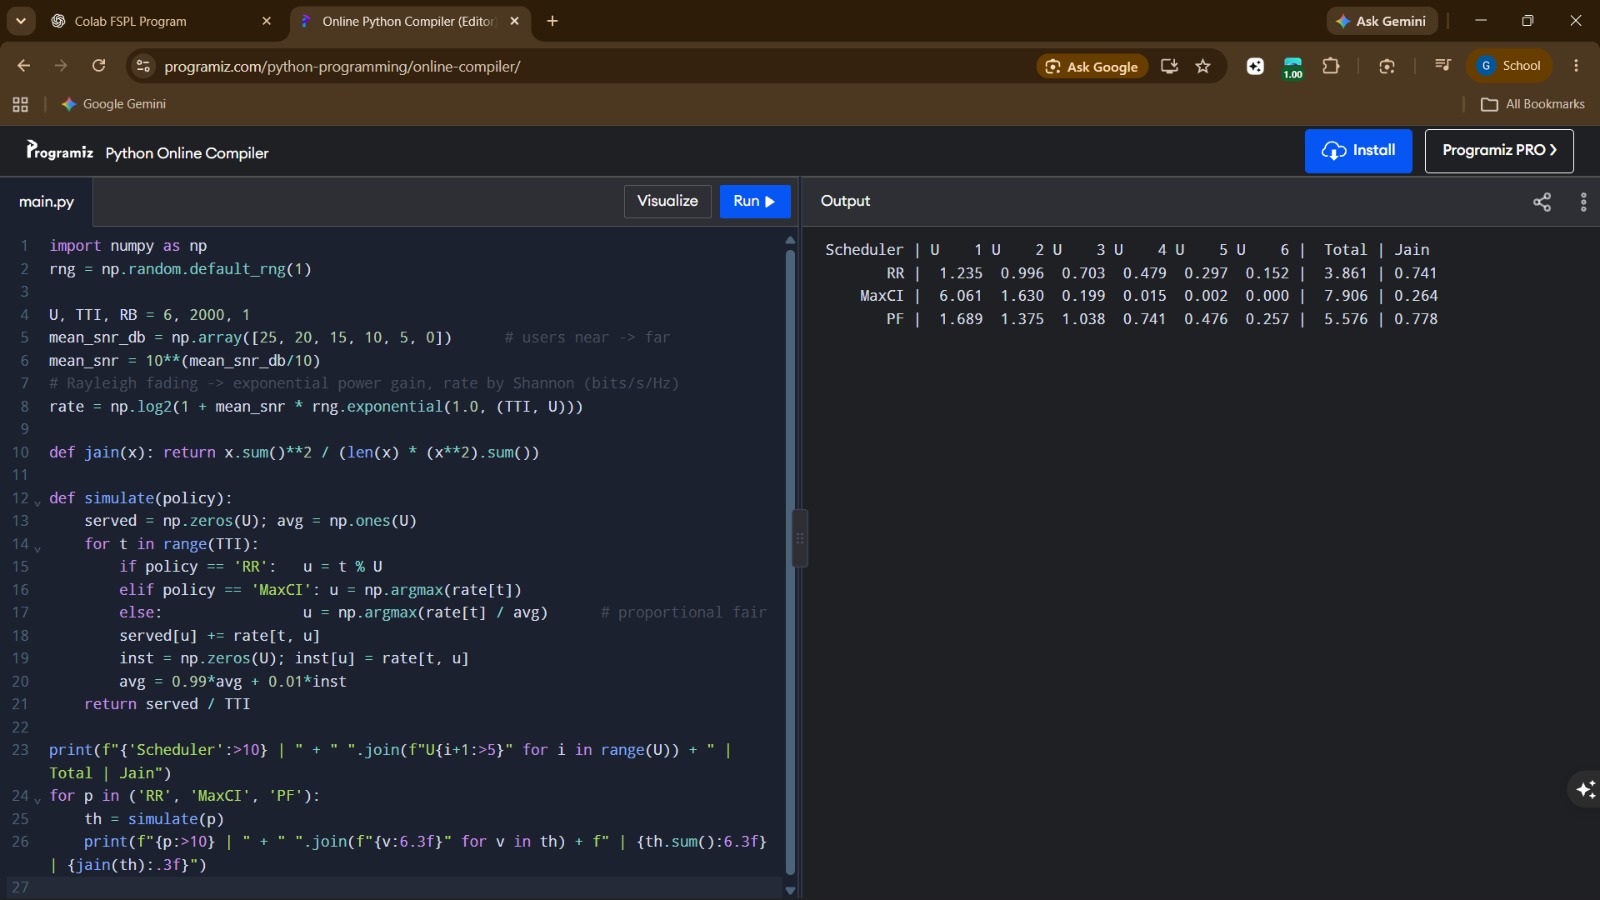 Colab FSPL Program
Online Python Compiler (Editor
Ask Gemini
programiz.com/python-programming/online-compiler/
Ask Google
1.00
G School
Google Gemini
All Bookmarks
Programiz Python Online Compiler
Install
Programiz PRO
main.py
Visualize
Run
Output
1 import numpy as np
2 rng = np.random.default_rng(1)
3
4 U, TTI, RB = 6, 2000, 1
5 mean_snr_db = np.array([25, 20, 15, 10, 5, 0])      # users near -> far
6 mean_snr = 10**(mean_snr_db/10)
7 # Rayleigh fading -> exponential power gain, rate by Shannon (bits/s/Hz)
8 rate = np.log2(1 + mean_snr * rng.exponential(1.0, (TTI, U)))
9
10 def jain(x): return x.sum()**2 / (len(x) * (x**2).sum())
11
12 def simulate(policy):
13     served = np.zeros(U); avg = np.ones(U)
14     for t in range(TTI):
15         if policy == 'RR':   u = t % U
16         elif policy == 'MaxCI': u = np.argmax(rate[t])
17         else:                u = np.argmax(rate[t] / avg)      # proportional fair
18         served[u] += rate[t, u]
19         inst = np.zeros(U); inst[u] = rate[t, u]
20         avg = 0.99*avg + 0.01*inst
21     return served / TTI
22
23 print(f"{'Scheduler':>10} | " + " ".join(f"U{i+1:>5}" for i in range(U)) + " |
Total | Jain")
24 for p in ('RR', 'MaxCI', 'PF'):
25     th = simulate(p)
26     print(f"{p:>10} | " + " ".join(f"{v:6.3f}" for v in th) + f" | {th.sum():6.3f}
| {jain(th):.3f}")
27
Scheduler | U    1 U    2 U    3 U    4 U    5 U    6 |  Total | Jain
RR |  1.235  0.996  0.703  0.479  0.297  0.152 |  3.861 | 0.741
MaxCI |  6.061  1.630  0.199  0.015  0.002  0.000 |  7.906 | 0.264
PF |  1.689  1.375  1.038  0.741  0.476  0.257 |  5.576 | 0.778